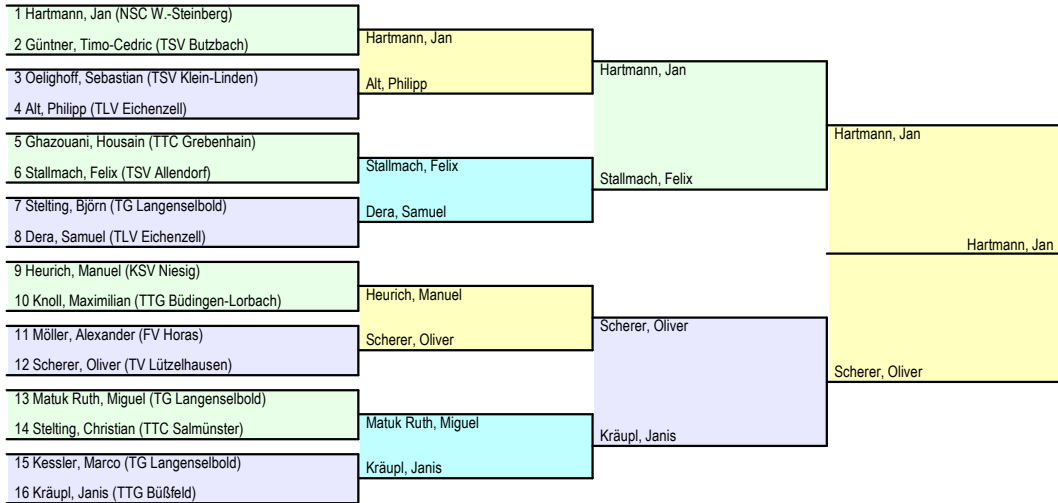 1 Hartmann, Jan (NSC W.-Steinberg)
2 Güntner, Timo-Cedric (TSV Butzbach)
3 Oelighoff, Sebastian (TSV Klein-Linden)
4 Alt, Philipp (TLV Eichenzell)
5 Ghazouani, Housain (TTC Grebenhain)
6 Stallmach, Felix (TSV Allendorf)
7 Stelting, Björn (TG Langenselbold)
8 Dera, Samuel (TLV Eichenzell)
9 Heurich, Manuel (KSV Niesig)
10 Knoll, Maximilian (TTG Büdingen-Lorbach)
11 Möller, Alexander (FV Horas)
12 Scherer, Oliver (TV Lützelhausen)
13 Matuk Ruth, Miguel (TG Langenselbold)
14 Stelting, Christian (TTC Salmünster)
15 Kessler, Marco (TG Langenselbold)
16 Kräupl, Janis (TTG Büßfeld)
Hartmann, Jan
Alt, Philipp
Stallmach, Felix
Dera, Samuel
Heurich, Manuel
Scherer, Oliver
Matuk Ruth, Miguel
Kräupl, Janis
Hartmann, Jan
Stallmach, Felix
Scherer, Oliver
Kräupl, Janis
Hartmann, Jan
Scherer, Oliver
Hartmann, Jan